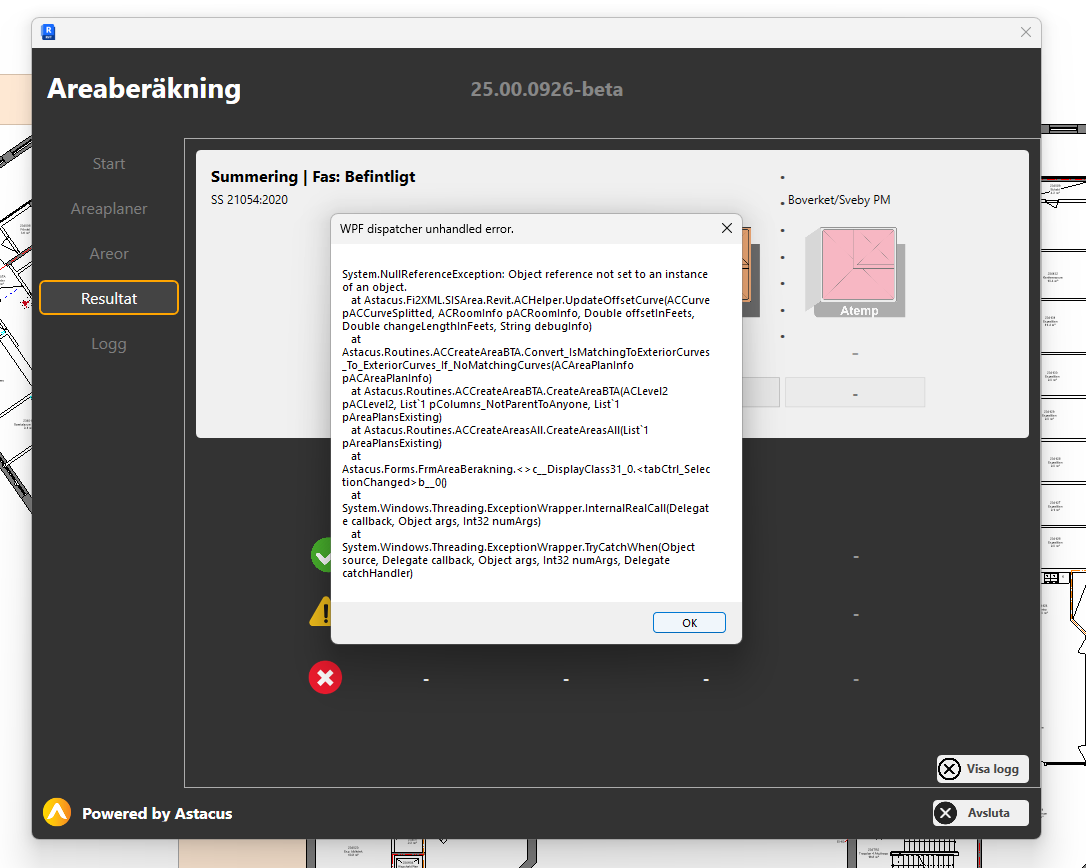 Areaberäkning
25.00.0926-beta
Start
Areaplaner
Areor
Resultat
Logg
Summering | Fas: Befintligt
SS 21054:2020
Boverket/Sveby PM
Atemp
-
-
WPF dispatcher unhandled error.
System.NullReferenceException: Object reference not set to an instance
of an object.
at Astacus.Fi2XML.SISArea.Revit.ACHelper.UpdateOffsetCurve(ACCurve
pACCurveSplitted, ACRoomInfo pACRoomInfo, Double offsetInFeets,
Double changeLengthInFeets, String debugInfo)
at
Astacus.Routines.ACCreateAreaBTA.Convert_IsMatchingToExteriorCurves
_To_ExteriorCurves_If_NoMatchingCurves(ACAreaPlanInfo
pACAreaPlanInfo)
at Astacus.Routines.ACCreateAreaBTA.CreateAreaBTA(ACLevel2
pACLevel2, List`1 pColumns_NotParentToAnyone, List`1
pAreaPlansExisting)
at Astacus.Routines.ACCreateAreasAll.CreateAreasAll(List`1
pAreaPlansExisting)
at
Astacus.Forms.FrmAreaBerakning.<>c__DisplayClass31_0.<tabCtrl_Selec
tionChanged>b__0()
at
System.Windows.Threading.ExceptionWrapper.InternalRealCall(Delegat
e callback, Object args, Int32 numArgs)
at
System.Windows.Threading.ExceptionWrapper.TryCatchWhen(Object
source, Delegate callback, Object args, Int32 numArgs, Delegate
catchHandler)
OK
-
-
- - - -
Visa logg
Powered by Astacus
Avsluta